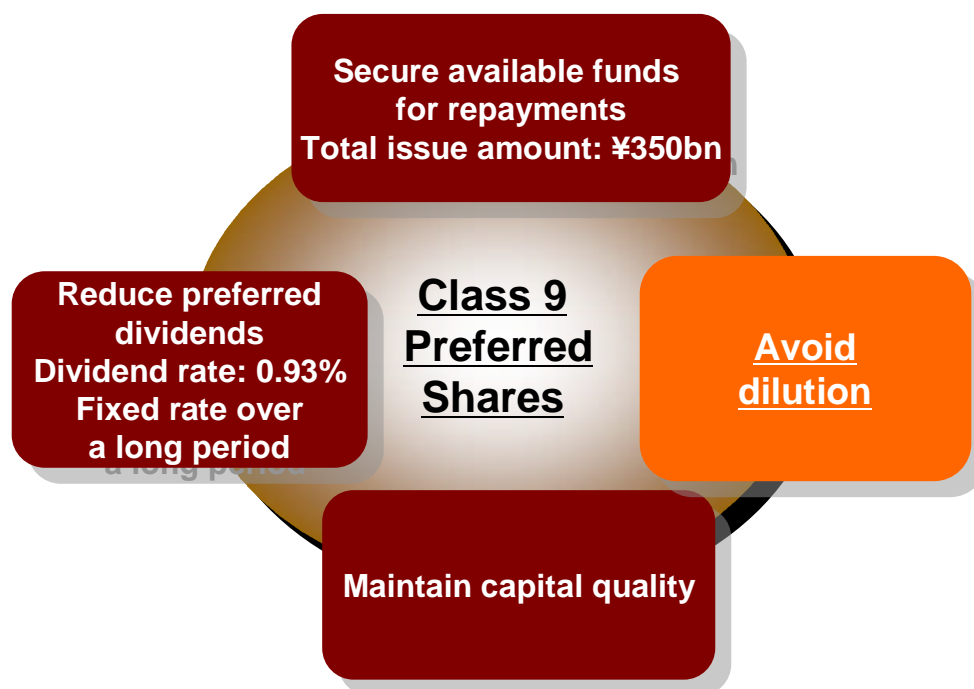 Secure available funds
for repayments
Total issue amount: ¥350bn
Reduce preferred
dividends
Dividend rate: 0.93%
Fixed rate over
a long period
Class 9
Preferred
Shares
Avoid
dilution
Maintain capital quality